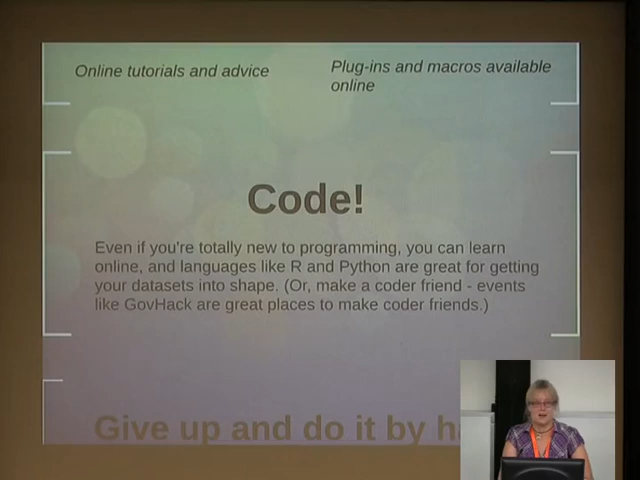 Online tutorials and advice
Plug-ins and macros available
online
Code!
Even if you're totally new to programming, you can learn
online, and languages like R and Python are great for getting
your datasets into shape. (Or, make a coder friend - events
like GovHack are great places to make coder friends.)
Give up and do it by